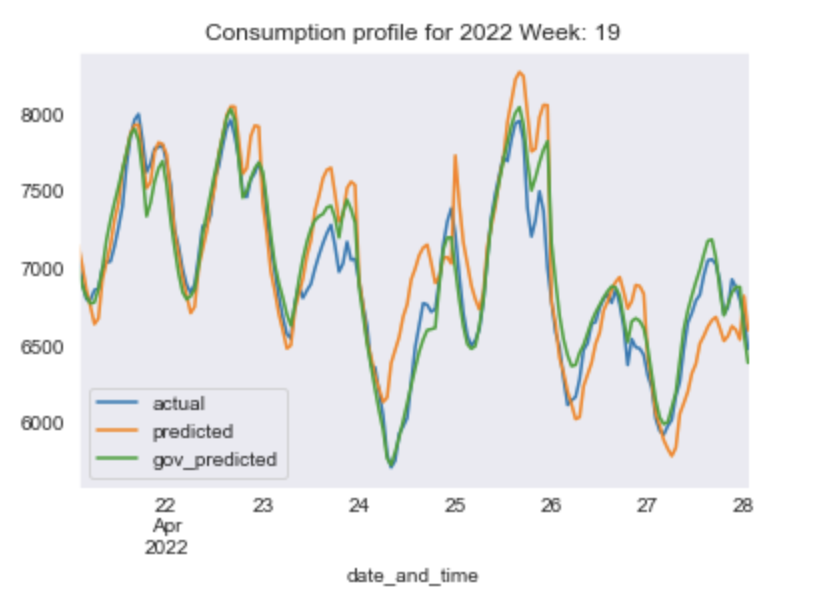 Consumption profile for 2022 Week: 19
8000
7500
7000
6500
6000
actual
predicted
gov_predicted
22 23 24 25 26 27 28
Apr
2022
date_and_time